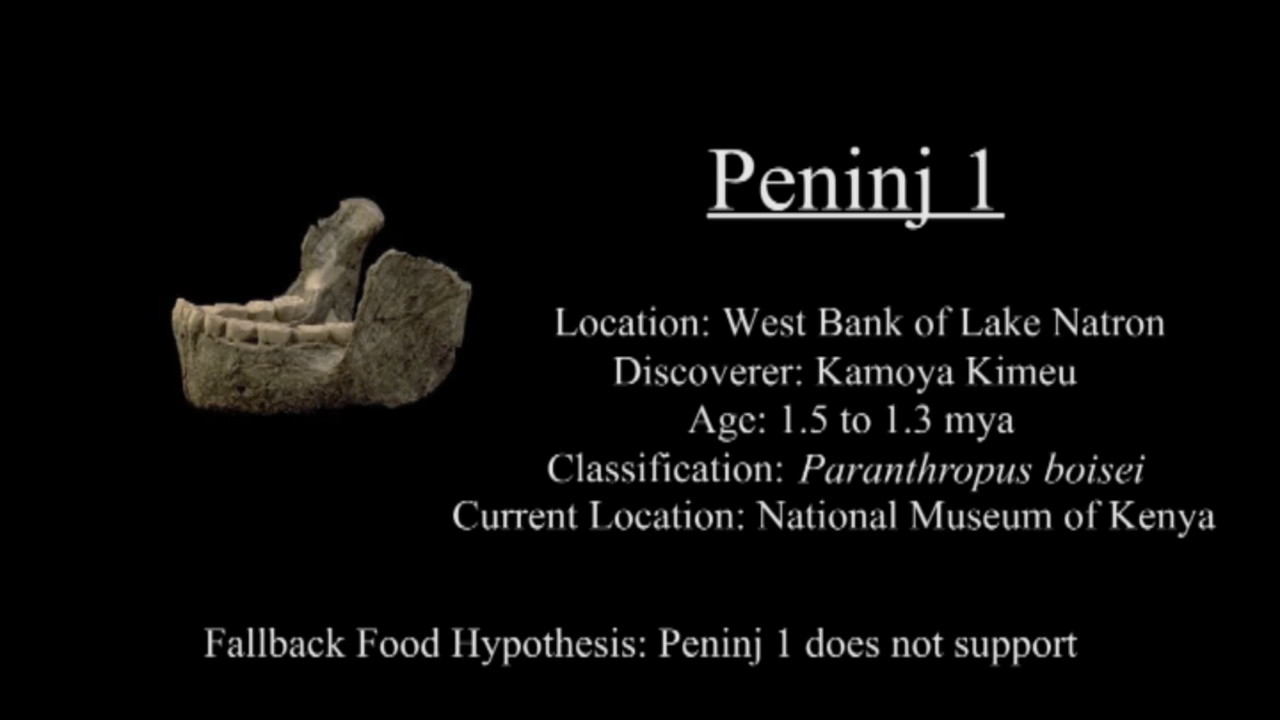 Peninj 1
Location: West Bank of Lake Natron
Discoverer: Kamoya Kimeu
Age: 1.5 to 1.3 mya
Classification: Paranthropus boisei
Current Location: National Museum of Kenya
Fallback Food Hypothesis: Peninj 1 does not support